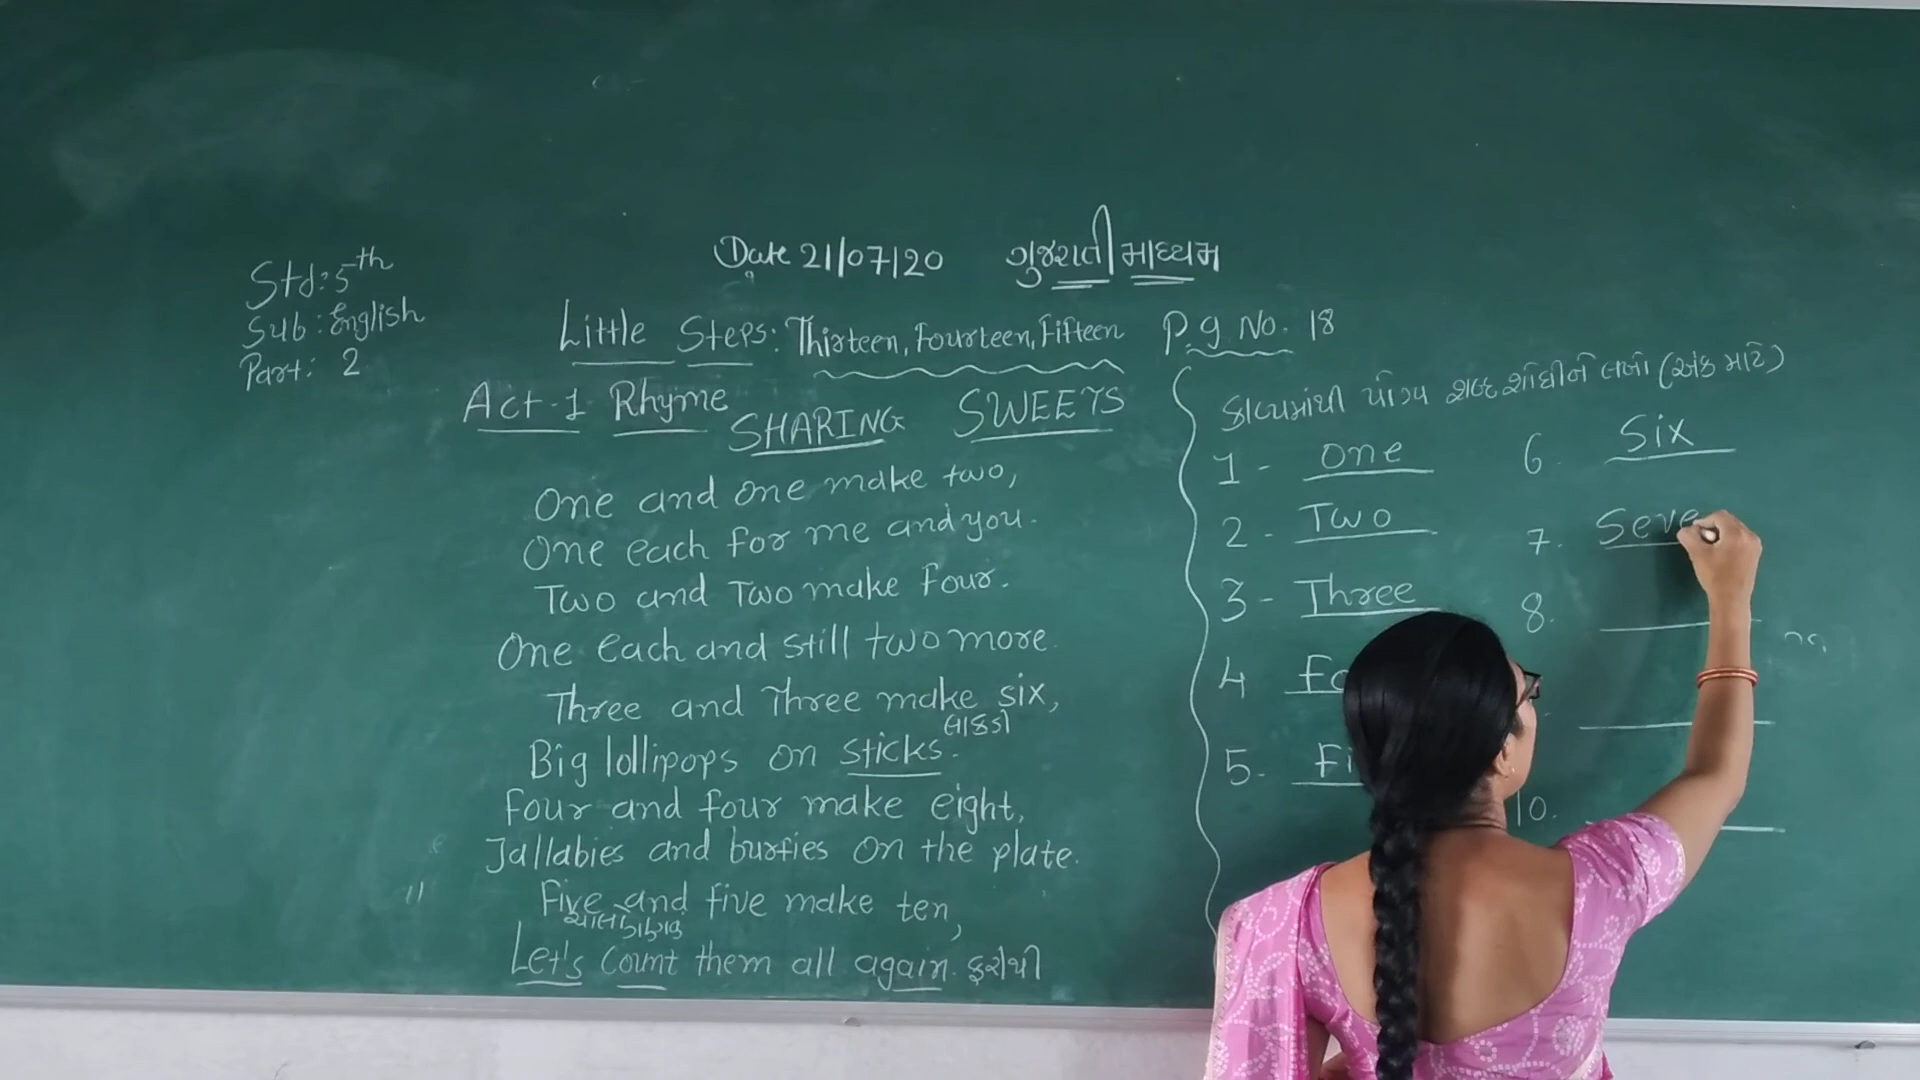 Date 21/07/20 ગુજરાતી માધ્યમ
Std: 5th
Sub: English
Part: 2
Little Steps: Thirteen, Fourteen, Fifteen P.g No. 18
Act-1 Rhyme
SHARING SWEETS
One and one make two,
One each for me and you.
Two and Two make Four.
One each and still two more.
Three and Three make six,
લાકડી
Big lollipops on sticks.
Four and four make eight,
Jallabies and burfies on the plate.
Five and five make ten,
Let's count them all again. ફરીથી
કાવ્યમાંથી યોગ્ય શબ્દ શોધીને લખો (અંક માટે)
1 - One
2 - Two
3 - Three
4
5.
6. Six
7. Seve
8.
10.